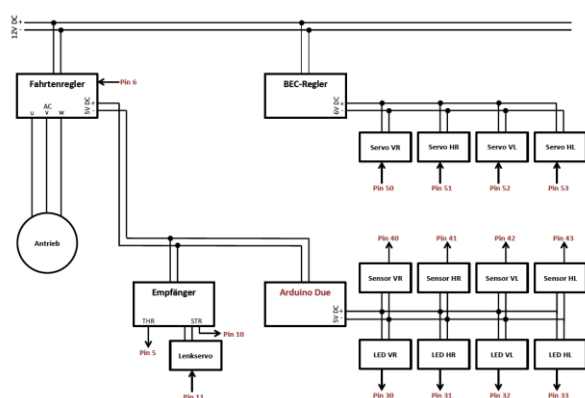 12V DC + -
Fahrtenregler
Pin 6
AC
u v w
5V DC + -
BEC-Regler
6V DC + -
Servo VR
Servo HR
Servo VL
Servo HL
Pin 50
Pin 51
Pin 52
Pin 53
Antrieb
Pin 40
Pin 41
Pin 42
Pin 43
Sensor VR
Sensor HR
Sensor VL
Sensor HL
Empfänger
THR
STR
Arduino Due
5V DC + -
Pin 5
Pin 10
Lenkservo
Pin 11
LED VR
LED HR
LED VL
LED HL
Pin 30
Pin 31
Pin 32
Pin 33